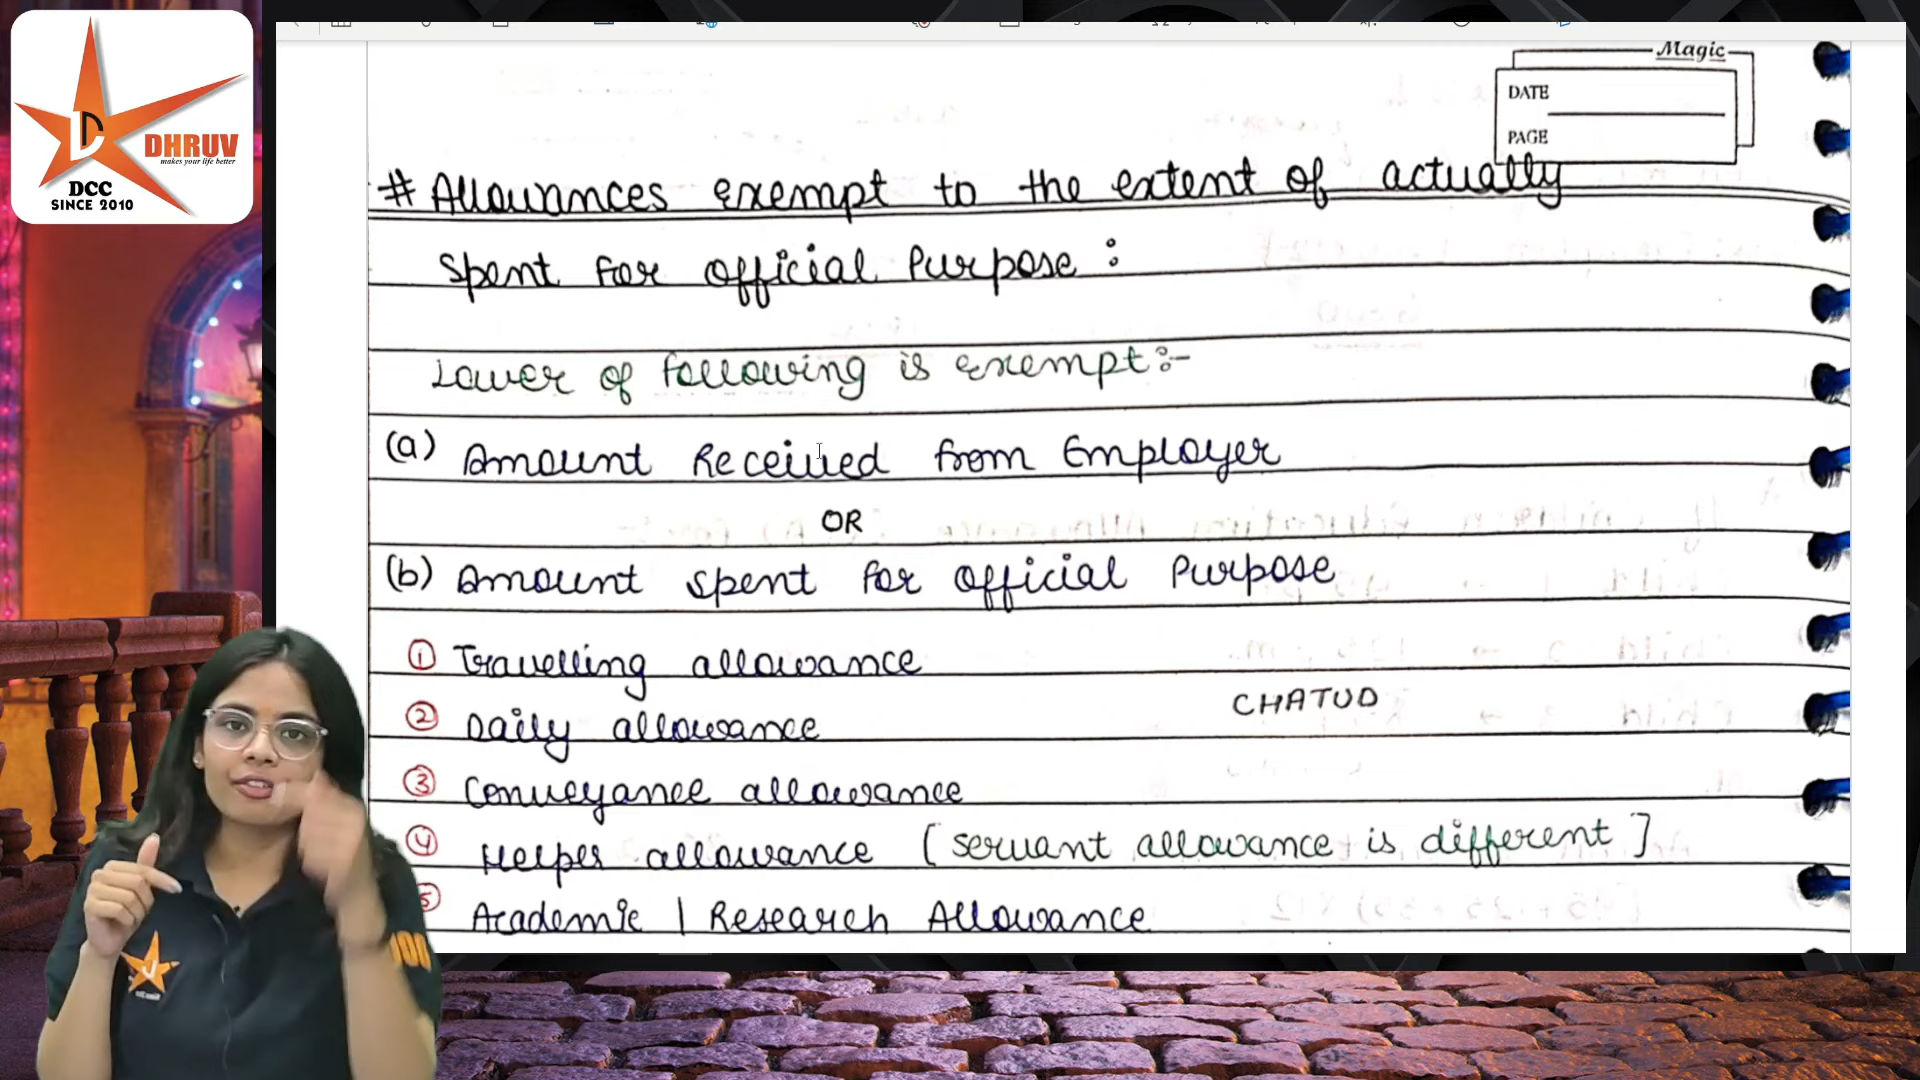 D
DHRUV
makes your life better
DCC
SINCE 2010
Magic
DATE
PAGE
# Allowances exempt to the extent of actually
spent for official Purpose :
Lower of following is exempt:-
(a) Amount Received from Employer
OR
(b) Amount spent for official Purpose
① Travelling allowance
CHATUD
② Daily allowance
③ Conveyance allowance
④ Helper allowance [servant allowance is different]
⑤ Academic | Research Allowance